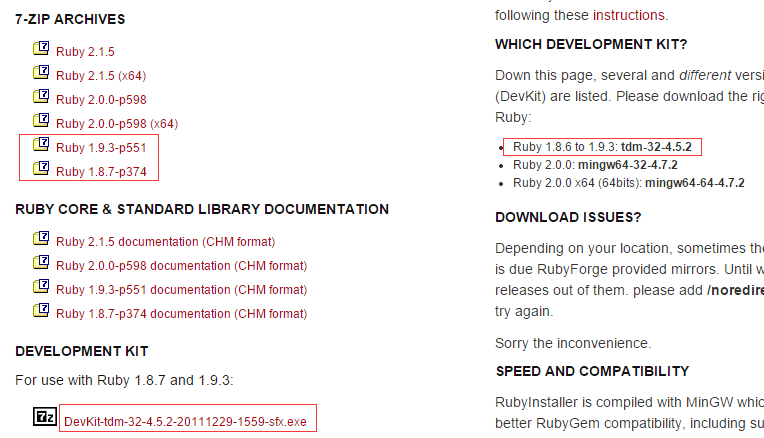 7-ZIP ARCHIVES
Ruby 2.1.5
Ruby 2.1.5 (x64)
Ruby 2.0.0-p598
Ruby 2.0.0-p598 (x64)
Ruby 1.9.3-p551
Ruby 1.8.7-p374
RUBY CORE & STANDARD LIBRARY DOCUMENTATION
Ruby 2.1.5 documentation (CHM format)
Ruby 2.0.0-p598 documentation (CHM format)
Ruby 1.9.3-p551 documentation (CHM format)
Ruby 1.8.7-p374 documentation (CHM format)
DEVELOPMENT KIT
For use with Ruby 1.8.7 and 1.9.3:
DevKit-tdm-32-4.5.2-20111229-1559-sfx.exe
following these instructions.
WHICH DEVELOPMENT KIT?
Down this page, several and different versi
(DevKit) are listed. Please download the rig
Ruby:
Ruby 1.8.6 to 1.9.3: tdm-32-4.5.2
Ruby 2.0.0: mingw64-32-4.7.2
Ruby 2.0.0 x64 (64bits): mingw64-64-4.7.2
DOWNLOAD ISSUES?
Depending on your location, sometimes the
is due RubyForge provided mirrors. Until w
releases out of them. please add /noredire
try again.
Sorry the inconvenience.
SPEED AND COMPATIBILITY
RubyInstaller is compiled with MinGW whic
better RubyGem compatibility, including su